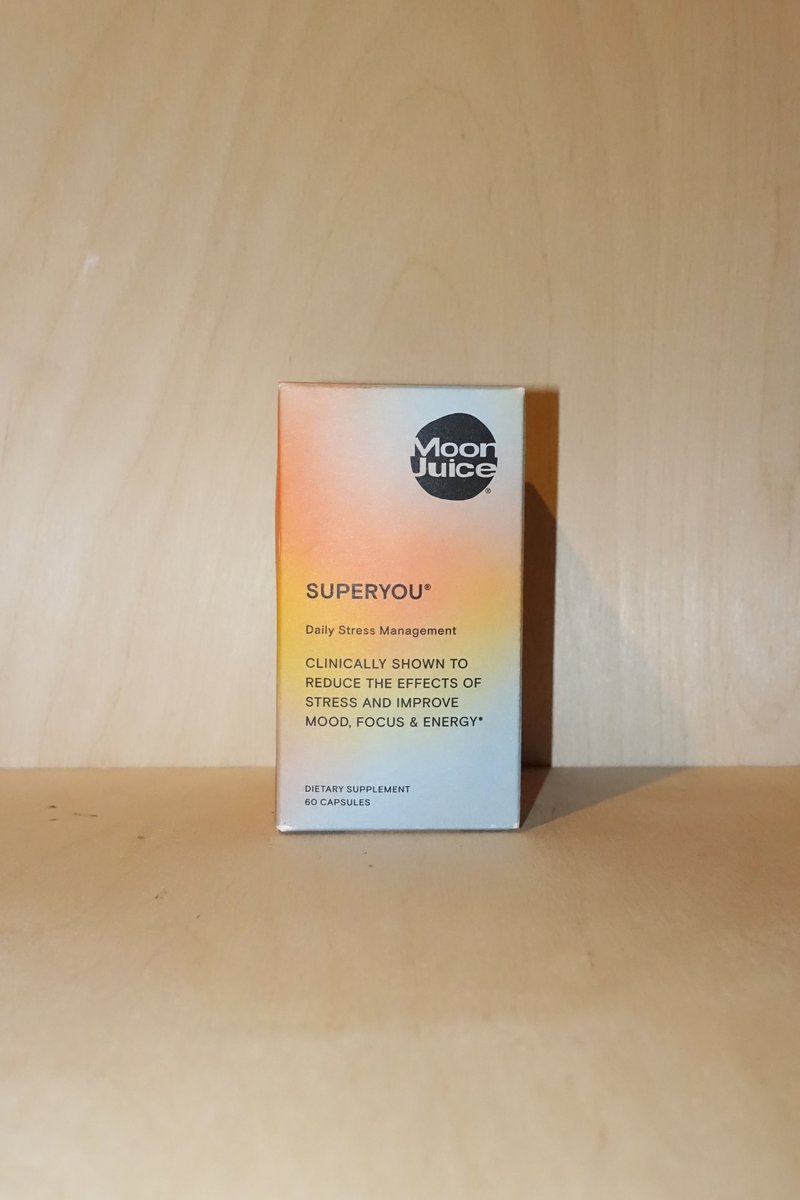 Moon
Juice
®
SUPERYOU®
Daily Stress Management
CLINICALLY SHOWN TO
REDUCE THE EFFECTS OF
STRESS AND IMPROVE
MOOD, FOCUS & ENERGY*
DIETARY SUPPLEMENT
60 CAPSULES